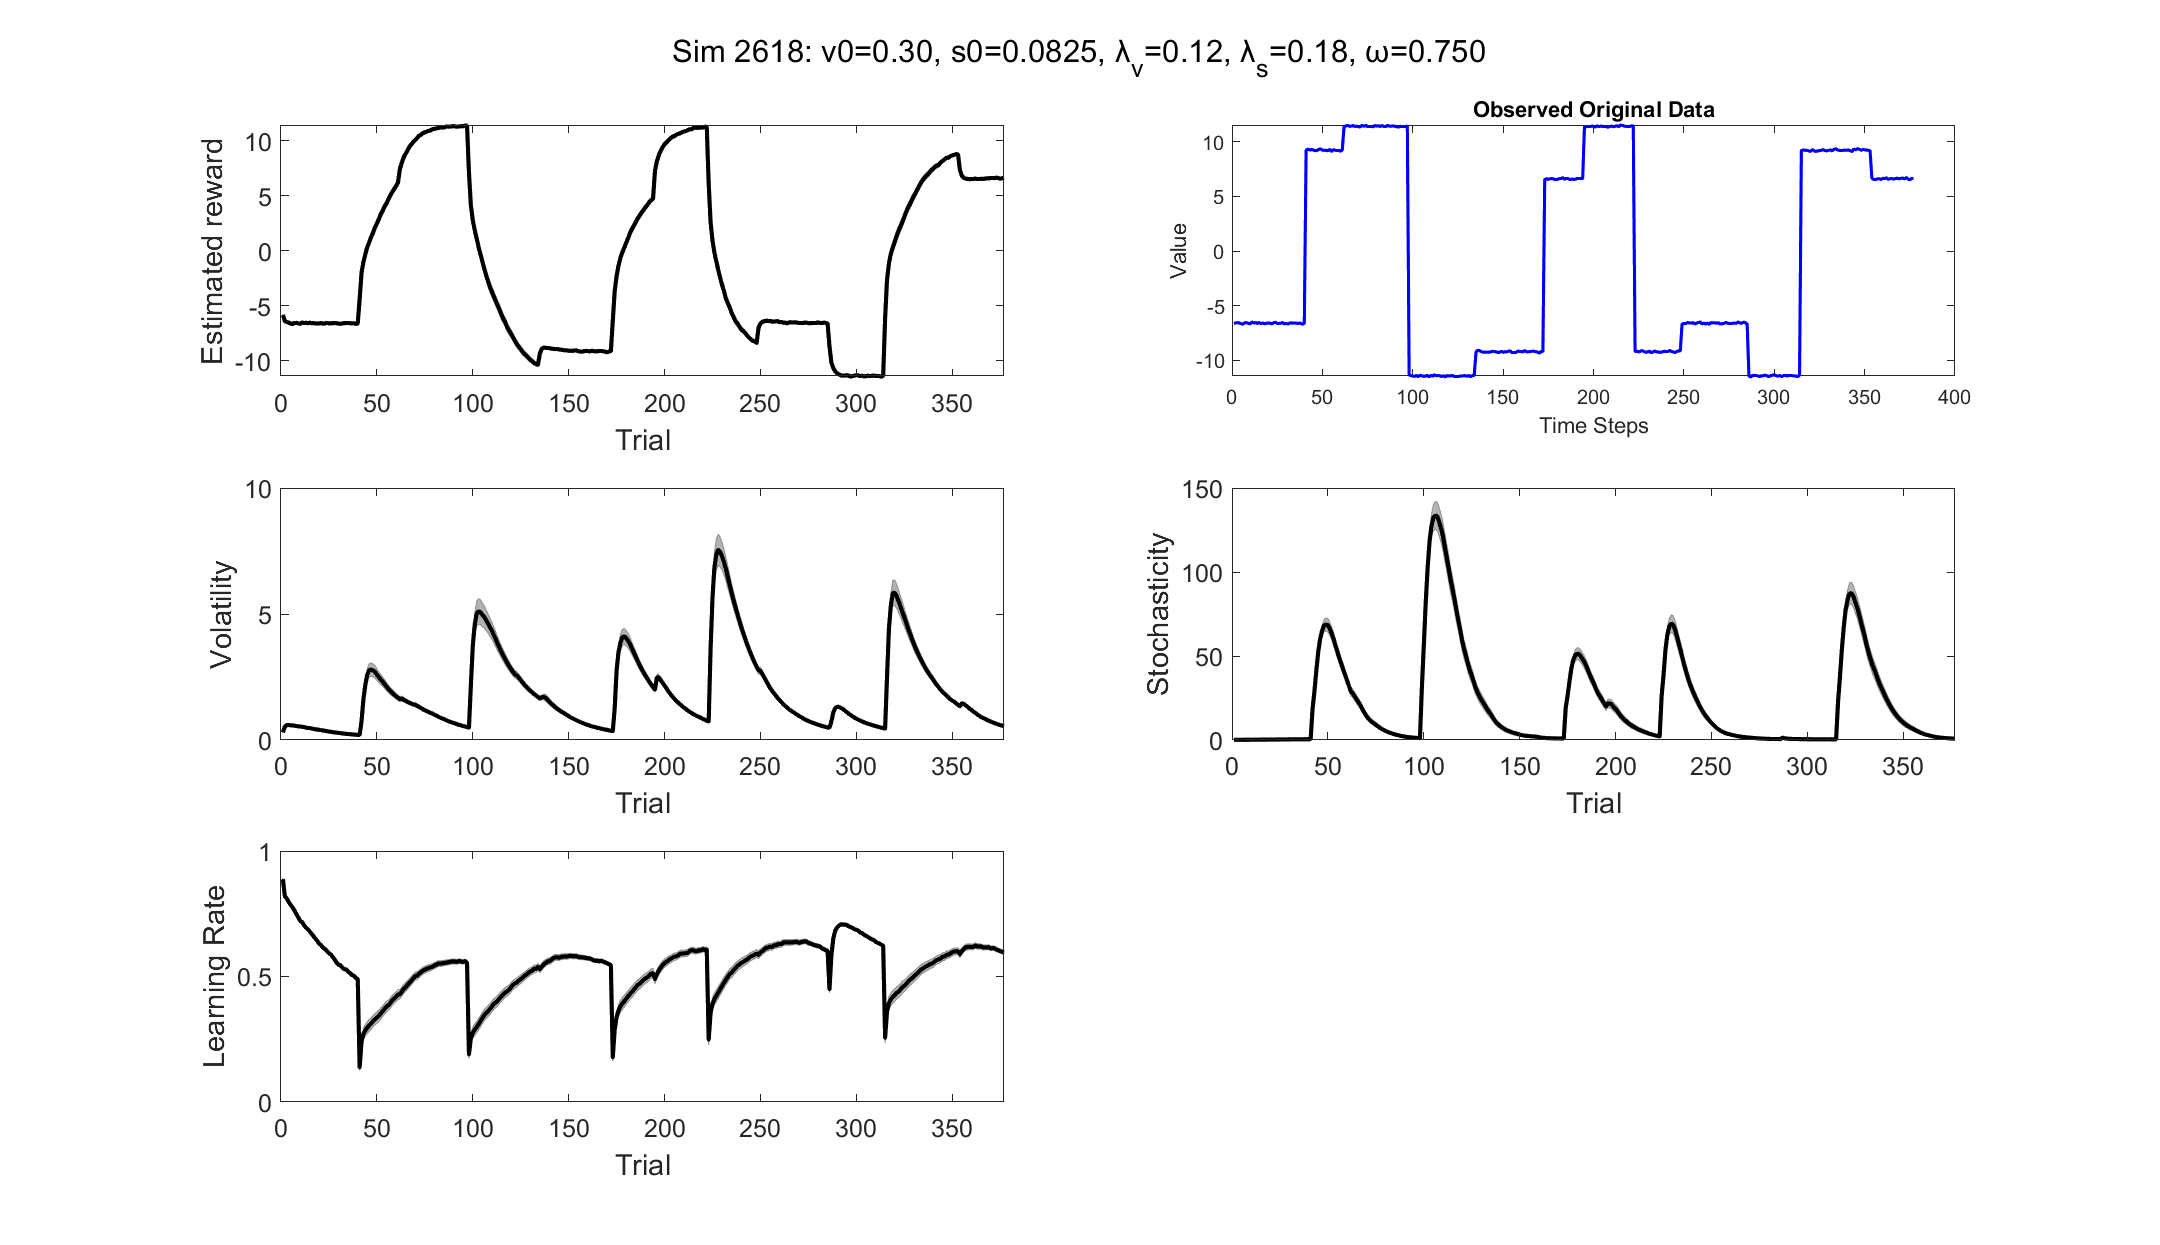 Sim 2618: v0=0.30, s0=0.0825, λ_v=0.12, λ_s=0.18, ω=0.750
Estimated reward
10
5
0
-5
-10
0 50 100 150 200 250 300 350
Trial
Observed Original Data
Value
10
5
0
-5
-10
0 50 100 150 200 250 300 350 400
Time Steps
Volatility
10
5
0
0 50 100 150 200 250 300 350
Trial
Stochasticity
150
100
50
0
0 50 100 150 200 250 300 350
Trial
Learning Rate
1
0.5
0
0 50 100 150 200 250 300 350
Trial